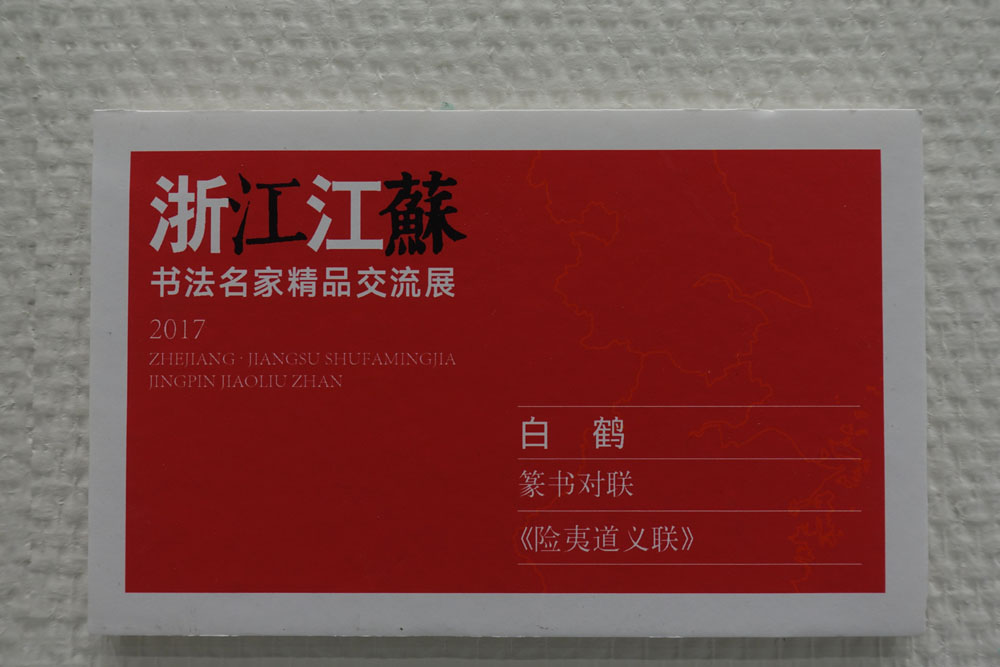 浙江江蘇
书法名家精品交流展
2017
ZHEJIANG · JIANGSU SHUFAMINGJIA
JINGPIN JIAOLIU ZHAN
白 鹤
篆书对联
《险夷道义联》